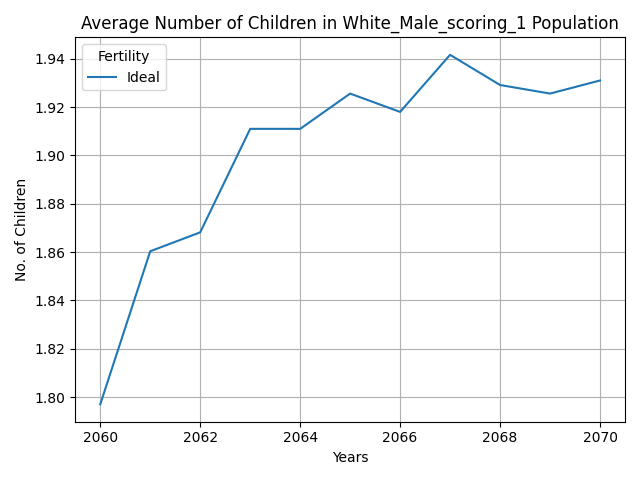 Average Number of Children in White_Male_scoring_1 Population
Fertility
Ideal
1.94
1.92
1.90
1.88
1.86
1.84
1.82
1.80
No. of Children
2060
2062
2064
2066
2068
2070
Years